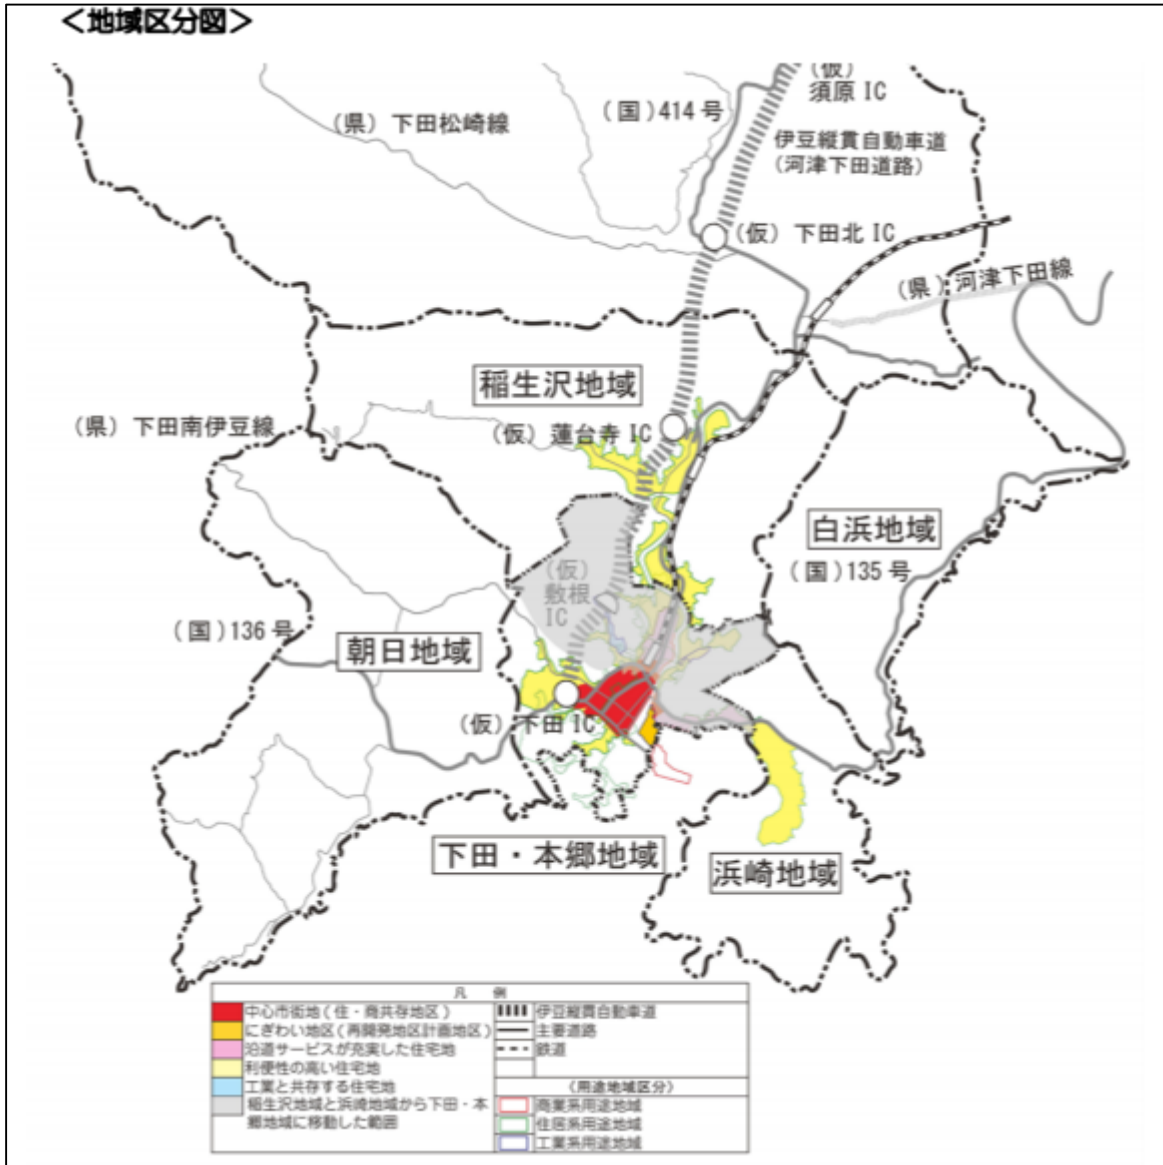 <地域区分図>
(仮)
須原 IC
(国)414 号
(県) 下田松崎線
伊豆縦貫自動車道
(河津下田道路)
(仮) 下田北 IC
(県) 河津下田線
稲生沢地域
(県) 下田南伊豆線
(仮) 蓮台寺 IC
白浜地域
(国)135 号
(仮)
敷根
IC
(国)136 号
朝日地域
(仮) 下田 IC
下田・本郷地域
浜崎地域
凡 例
中心市街地(住・商共存地区)
伊豆縦貫自動車道
にぎわい地区(再開発地区計画地区)
主要道路
沿道サービスが充実した住宅地
鉄道
利便性の高い住宅地
工業と共存する住宅地
(用途地域区分)
稲生沢地域と浜崎地域から下田・本
郷地域に移動した範囲
商業系用途地域
住居系用途地域
工業系用途地域